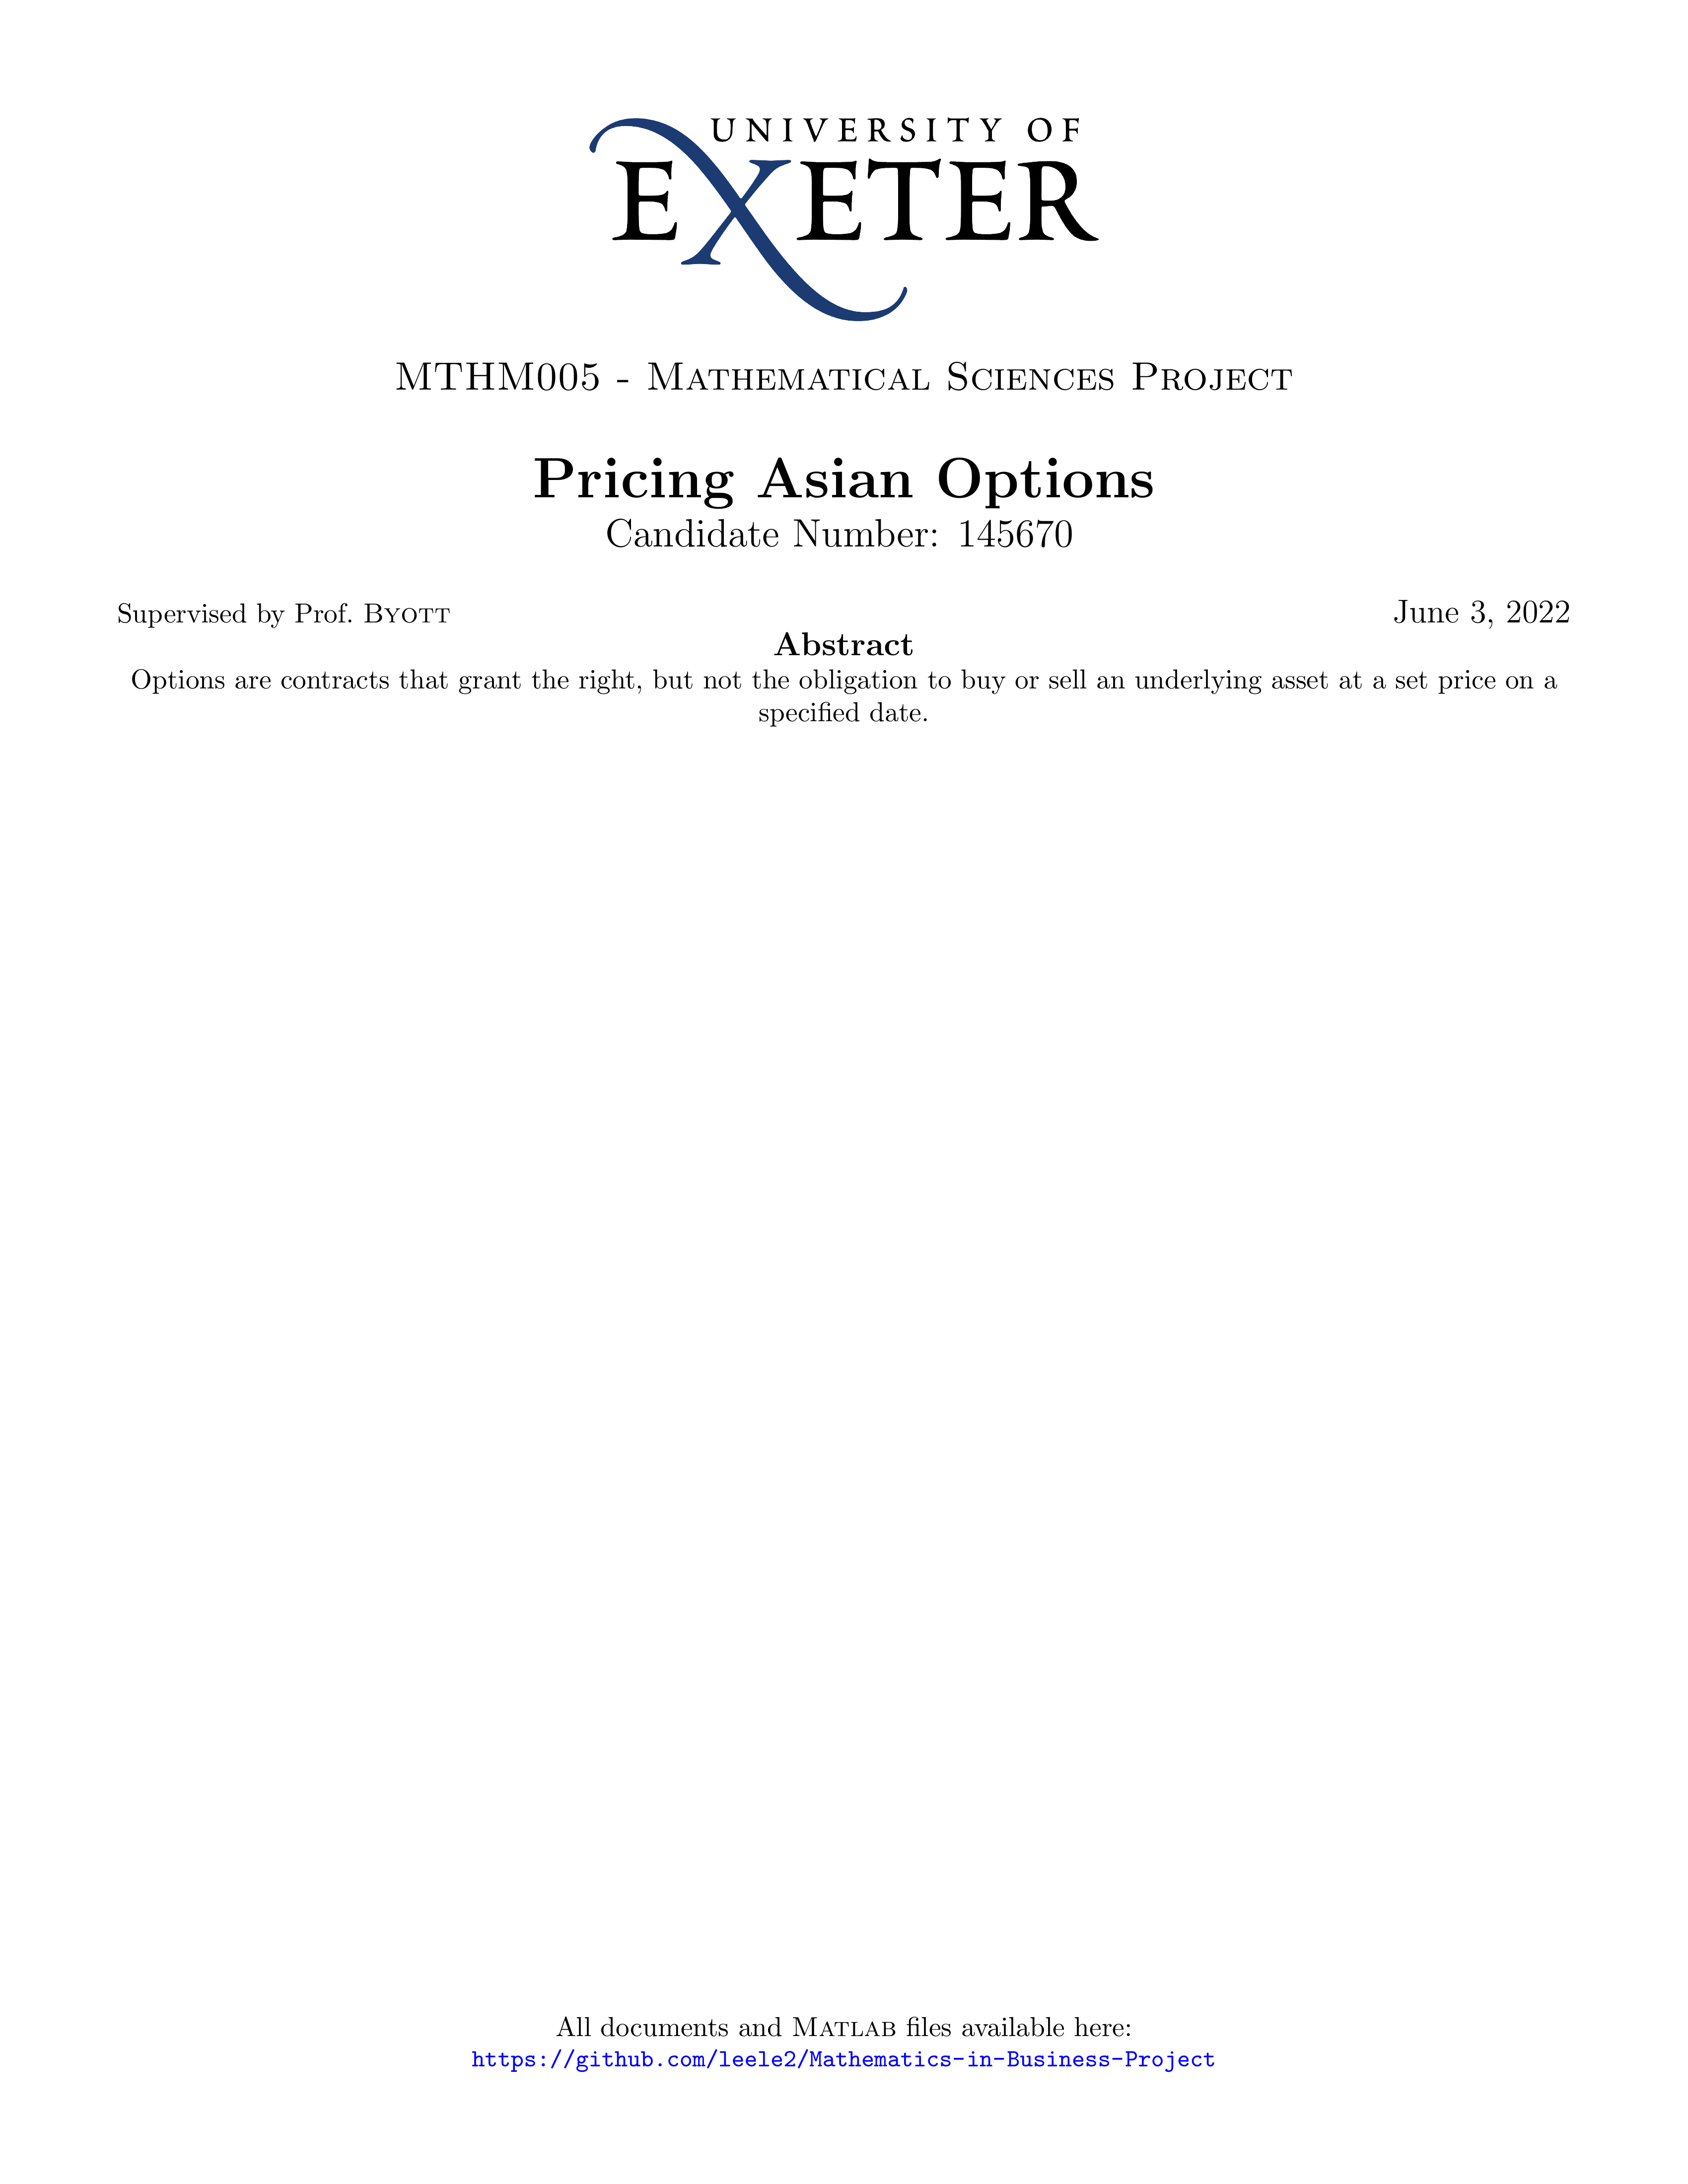 UNIVERSITY OF
EXETER
MTHM005 - Mathematical Sciences Project
Pricing Asian Options
Candidate Number: 145670
Supervised by Prof. Byott
June 3, 2022
Abstract
Options are contracts that grant the right, but not the obligation to buy or sell an underlying asset at a set price on a
specified date.
All documents and Matlab files available here:
https://github.com/leele2/Mathematics-in-Business-Project